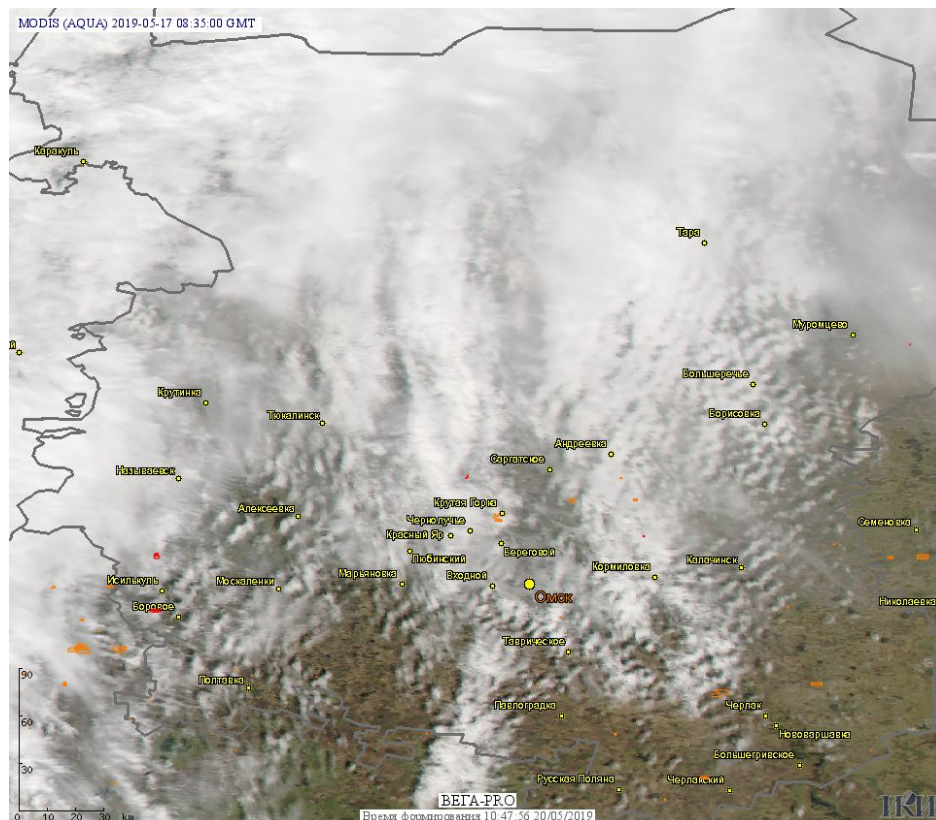 MODIS (AQUA) 2019-05-17 08:35:00 GMT
Каракуль
Тара
Муромцево
й
Большеречье
Крутинка
Борисовка
Тюкалинск
Андреевка
Саргатское
Называевск
Крутая Горка
Алексеевка
Чернолучье
Семеновка
Красный Яр
Береговой
Любинский
Калачинск
Кормиловка
Марьяновка
Входной
Исилькуль
Москаленки
Омск
Николаевка
Боровое
Таврическое
90
Полтавка
Павлоградка
Черлак
60
Нововаршавка
Большегривское
30
Русская Поляна
Черлакский
ВЕГА-PRO
ИКИ
0 10 20 30 км
Время формирования 10:47:56 20/05/2019